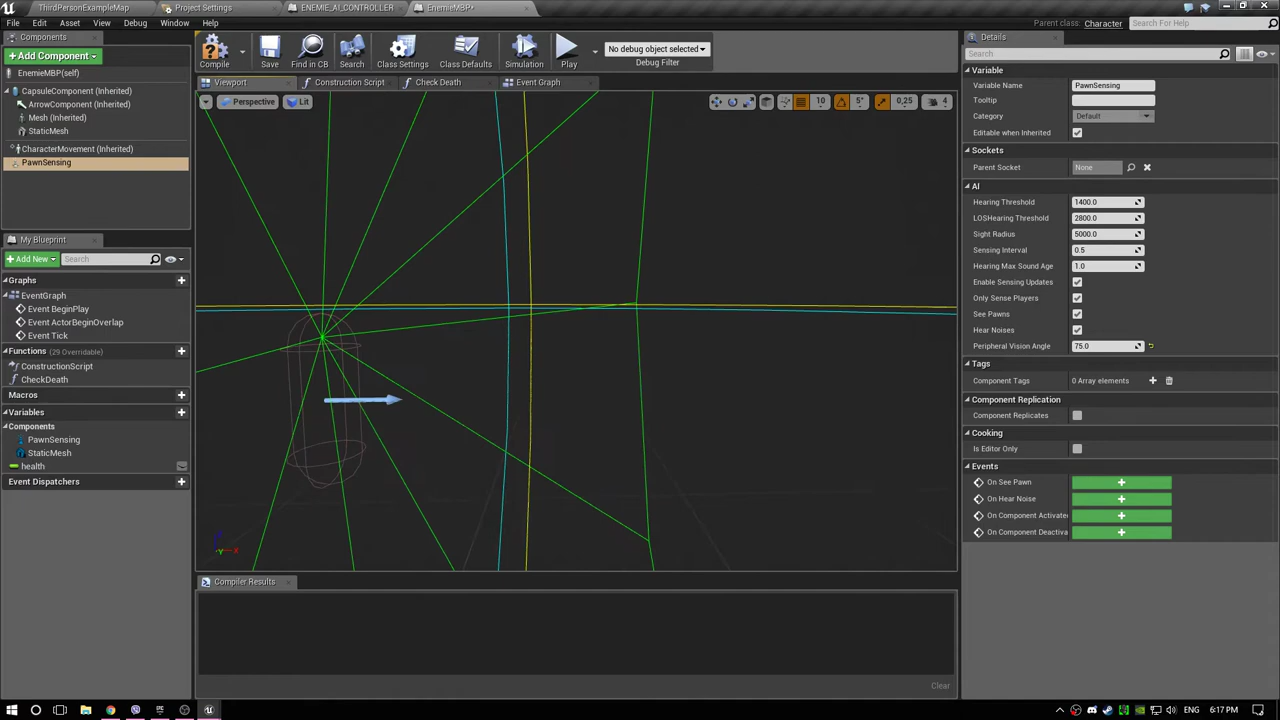 ThirdPersonExampleMap
Project Settings
ENEMIE_AI_CONTROLLER
EnemieMBP*
File Edit Asset View Debug Window Help
Parent class: Character
Search For Help
Components
+ Add Component
EnemieMBP(self)
CapsuleComponent (Inherited)
ArrowComponent (Inherited)
Mesh (Inherited)
StaticMesh
CharacterMovement (Inherited)
PawnSensing
My Blueprint
+ Add New
Search
Graphs
EventGraph
Event BeginPlay
Event ActorBeginOverlap
Event Tick
Functions (29 Overridable)
ConstructionScript
CheckDeath
Macros
Variables
Components
PawnSensing
StaticMesh
health
Event Dispatchers
Compile
Save
Find in CB
Search
Class Settings
Class Defaults
Simulation
Play
No debug object selected
Debug Filter
Viewport
Construction Script
Check Death
Event Graph
Perspective
Lit
10
5°
0,25
4
Compiler Results
Clear
Details
Search
Variable
Variable Name PawnSensing
Tooltip
Category Default
Editable when Inherited
Sockets
Parent Socket None
AI
Hearing Threshold 1400.0
LOSHearing Threshold 2800.0
Sight Radius 5000.0
Sensing Interval 0.5
Hearing Max Sound Age 1.0
Enable Sensing Updates
Only Sense Players
See Pawns
Hear Noises
Peripheral Vision Angle 75.0
Tags
Component Tags 0 Array elements
Component Replication
Component Replicates
Cooking
Is Editor Only
Events
On See Pawn
On Hear Noise
On Component Activate
On Component Deactiva
ENG 6:17 PM